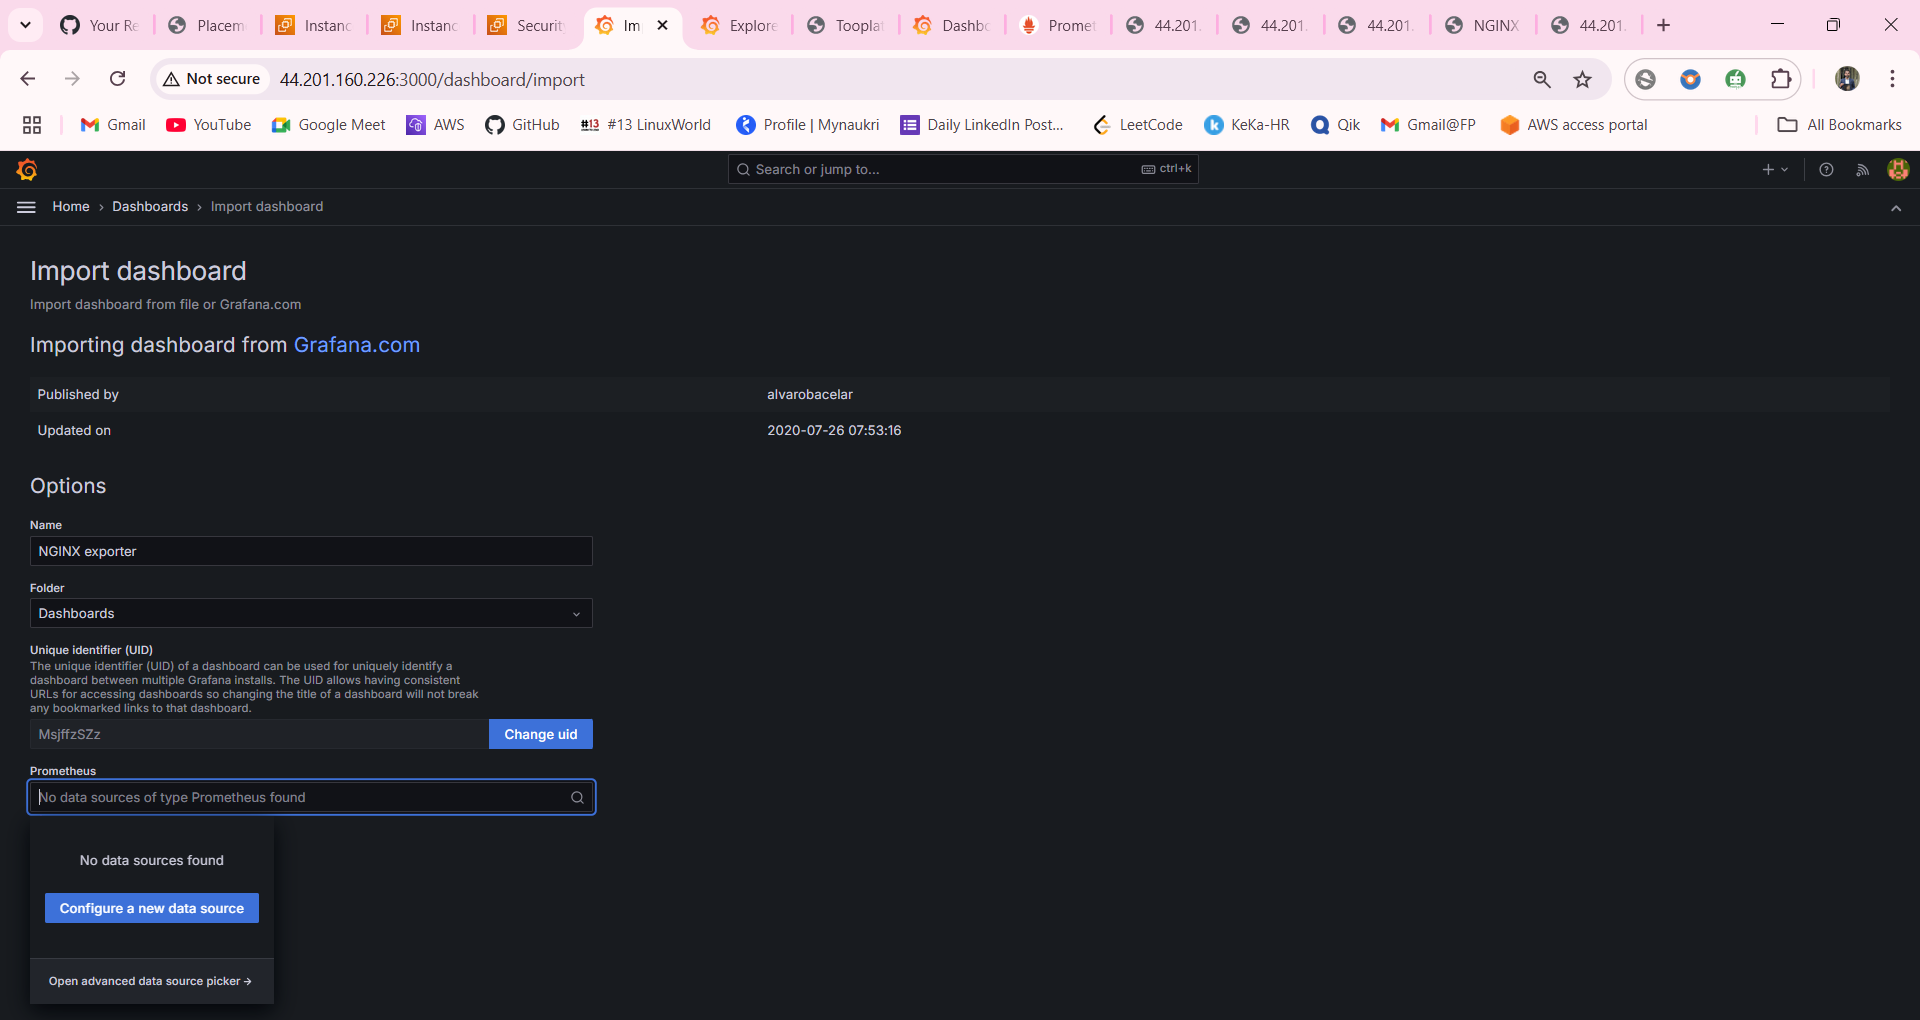 Your Re
Placem
Instanc
Instanc
Securit
Im
Explore
Tooplat
Dashbo
Promet
44.201.
44.201.
44.201.
NGINX
44.201.
Not secure
44.201.160.226:3000/dashboard/import
Gmail
YouTube
Google Meet
AWS
GitHub
#13 #13 LinuxWorld
Profile | Mynaukri
Daily LinkedIn Post...
LeetCode
KeKa-HR
Qik
Gmail@FP
AWS access portal
All Bookmarks
Search or jump to...
ctrl+k
Home › Dashboards › Import dashboard
Import dashboard
Import dashboard from file or Grafana.com
Importing dashboard from Grafana.com
Published by alvarobacelar
Updated on 2020-07-26 07:53:16
Options
Name
NGINX exporter
Folder
Dashboards
Unique identifier (UID)
The unique identifier (UID) of a dashboard can be used for uniquely identify a
dashboard between multiple Grafana installs. The UID allows having consistent
URLs for accessing dashboards so changing the title of a dashboard will not break
any bookmarked links to that dashboard.
MsjffzSZz
Change uid
Prometheus
No data sources of type Prometheus found
No data sources found
Configure a new data source
Open advanced data source picker →